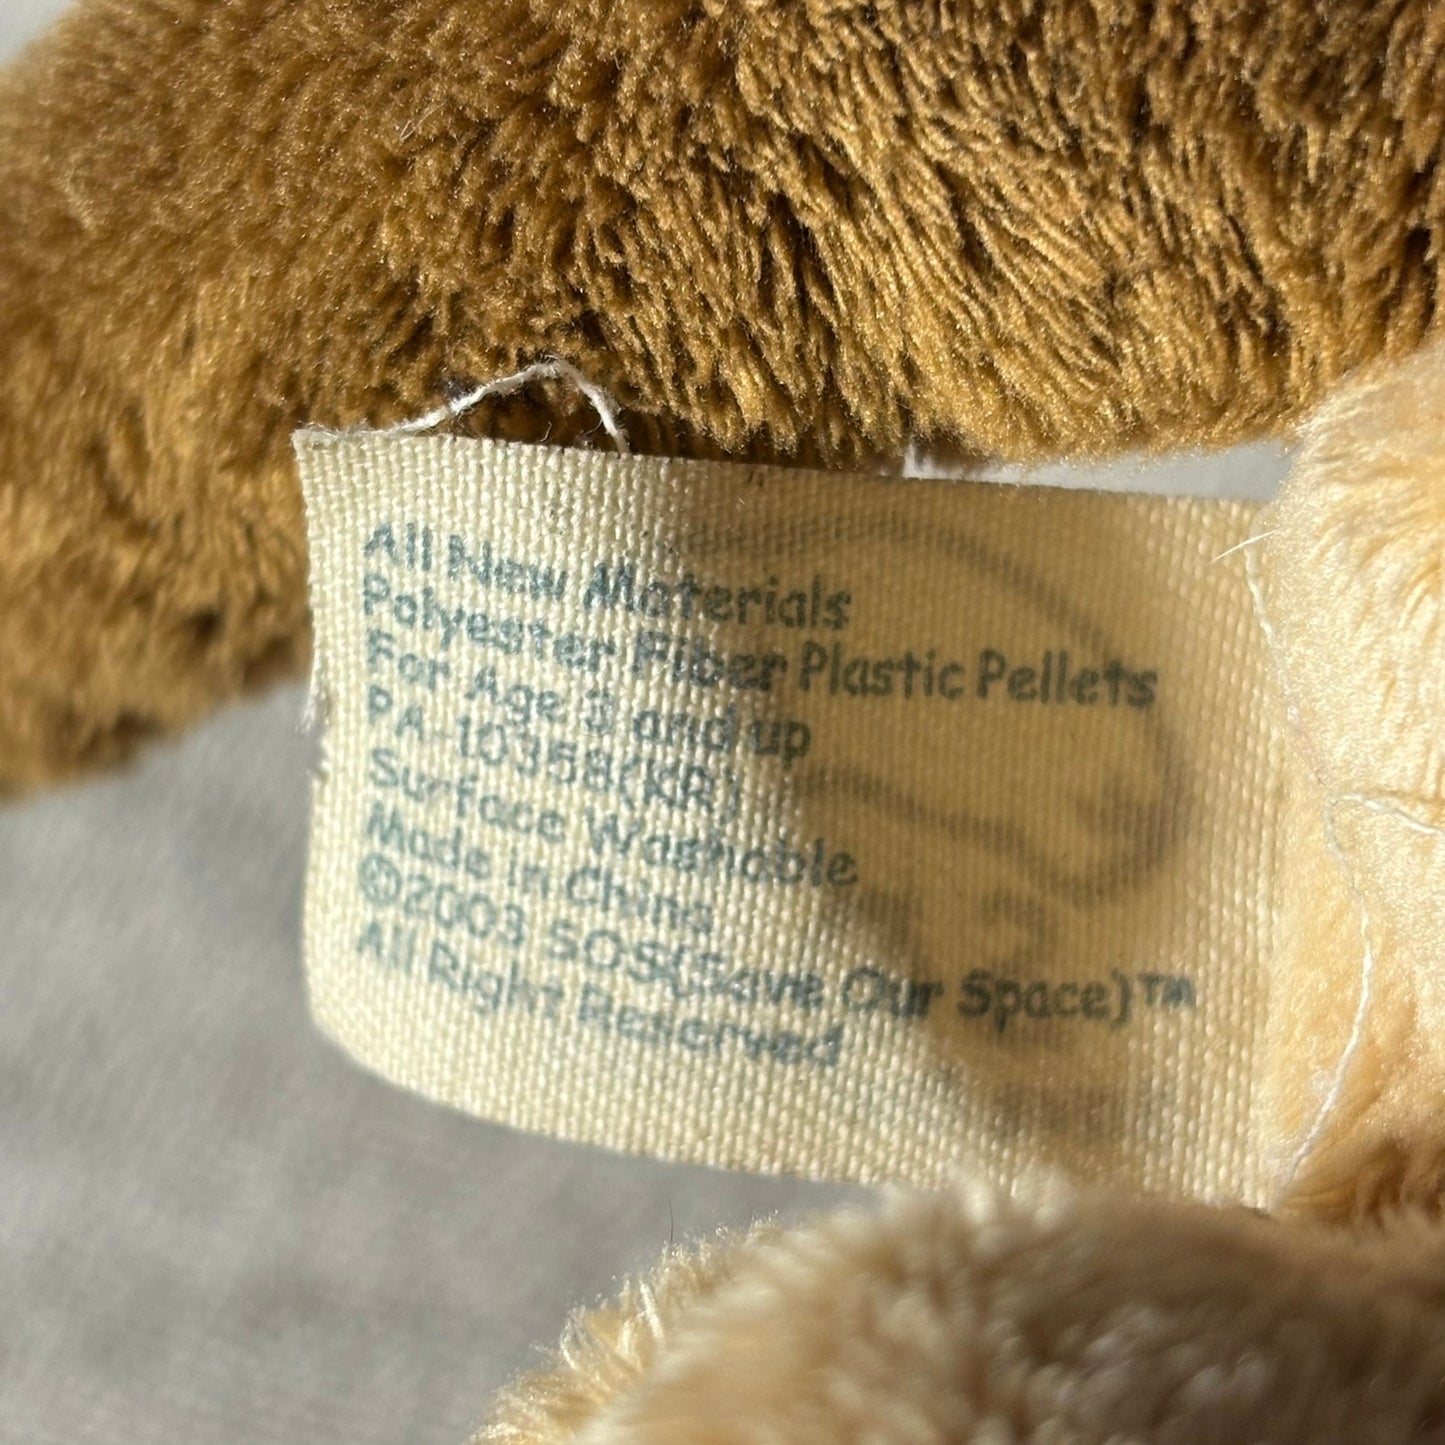 All New Materials
Polyester Fiber Plastic Pellets
For Age 3 and up
PA-10358(KR)
Surface Washable
Made in China
©2003 SOS(Save Our Space)™
All Right Reserved